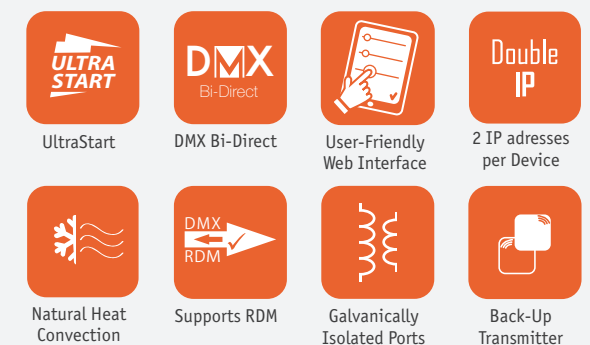 ULTRA
START
DMX
Bi-Direct
Double
IP
UltraStart
DMX Bi-Direct
User-Friendly
Web Interface
2 IP adresses
per Device
DMX
RDM
Natural Heat
Convection
Supports RDM
Galvanically
Isolated Ports
Back-Up
Transmitter